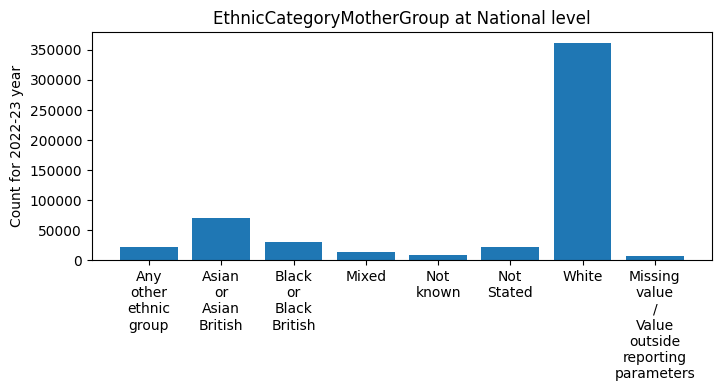 EthnicCategoryMotherGroup at National level
Count for 2022-23 year
350000
300000
250000
200000
150000
100000
50000
0
Any
other
ethnic
group
Asian
or
Asian
British
Black
or
Black
British
Mixed
Not
known
Not
Stated
White
Missing
value
/
Value
outside
reporting
parameters